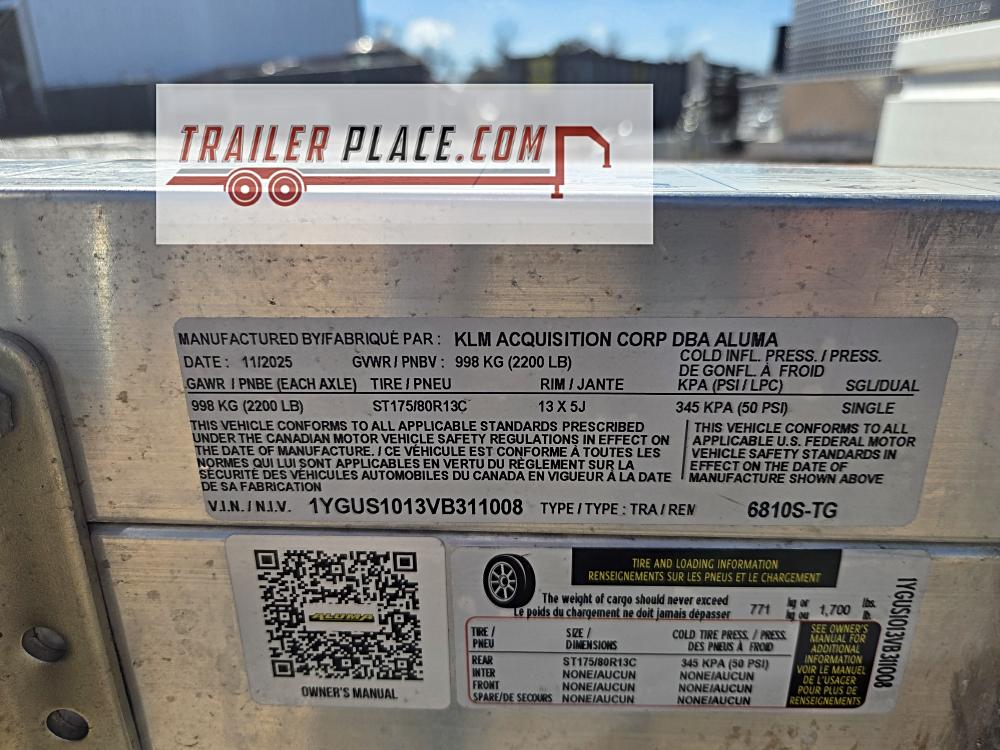 TRAILER PLACE.COM
MANUFACTURED BY/FABRIQUÉ PAR : KLM ACQUISITION CORP DBA ALUMA
DATE : 11/2025 GVWR / PNBV : 998 KG (2200 LB) COLD INFL. PRESS. / PRESS.
DE GONFL. À FROID
GAWR / PNBE (EACH AXLE) TIRE / PNEU RIM / JANTE KPA (PSI / LPC) SGL/DUAL
998 KG (2200 LB) ST175/80R13C 13 X 5J 345 KPA (50 PSI) SINGLE
THIS VEHICLE CONFORMS TO ALL APPLICABLE STANDARDS PRESCRIBED
UNDER THE CANADIAN MOTOR VEHICLE SAFETY REGULATIONS IN EFFECT ON
THE DATE OF MANUFACTURE. / CE VÉHICULE EST CONFORME À TOUTES LES
NORMES QUI LUI SONT APPLICABLES EN VERTU DU RÈGLEMENT SUR LA
SÉCURITÉ DES VÉHICULES AUTOMOBILES DU CANADA EN VIGUEUR À LA DATE
DE SA FABRICATION
THIS VEHICLE CONFORMS TO ALL
APPLICABLE U.S. FEDERAL MOTOR
VEHICLE SAFETY STANDARDS IN
EFFECT ON THE DATE OF
MANUFACTURE SHOWN ABOVE
V.I.N. / N.I.V. 1YGUS1013VB311008 TYPE / TYPE : TRA / REM 6810S-TG
ALUMA
OWNER'S MANUAL
TIRE AND LOADING INFORMATION
RENSEIGNEMENTS SUR LES PNEUS ET LE CHARGEMENT
The weight of cargo should never exceed
Le poids du chargement ne doit jamais dépasser 771 kg or kg ou 1,700 lbs. lb.
TIRE / PNEU SIZE / DIMENSIONS COLD TIRE PRESS. / PRESS. DES PNEUS À FROID
REAR ST175/80R13C 345 KPA (50 PSI)
INTER NONE/AUCUN NONE/AUCUN
FRONT NONE/AUCUN NONE/AUCUN
SPARE/DE SECOURS NONE/AUCUN NONE/AUCUN
SEE OWNER'S
MANUAL FOR
ADDITIONAL
INFORMATION
VOIR LE MANUEL
DE L'USAGER
POUR PLUS DE
RENSEIGNEMENTS
1YGUS1013VB311008